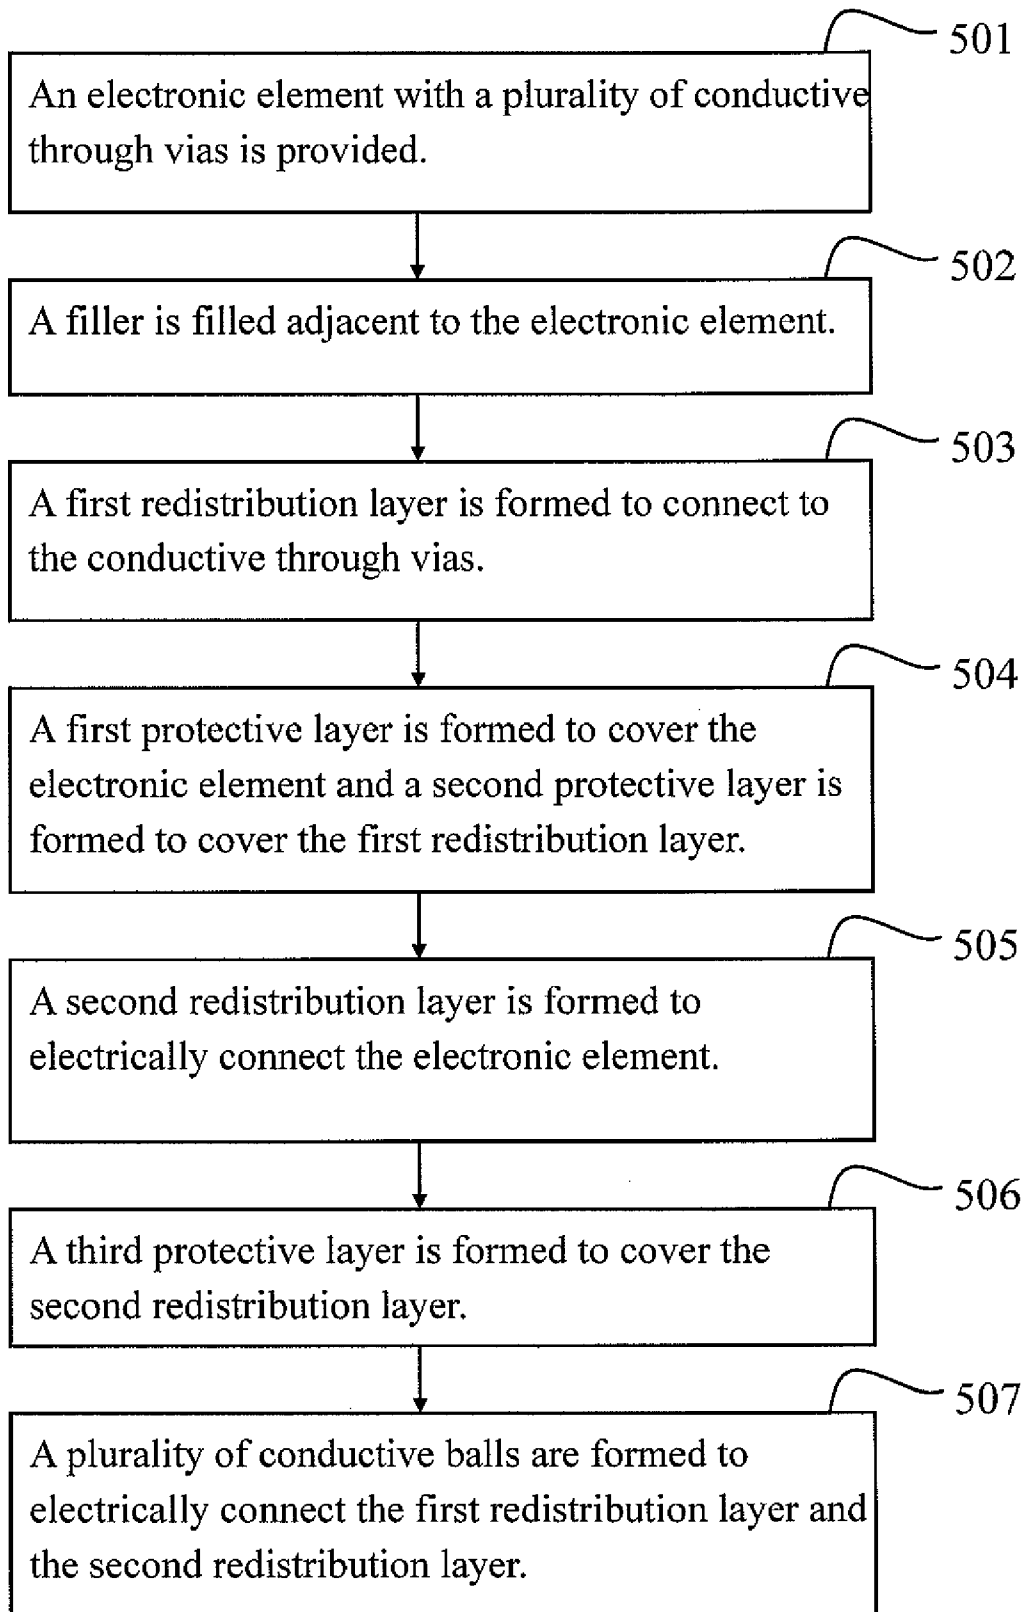 501
An electronic element with a plurality of conductive
through vias is provided.
502
A filler is filled adjacent to the electronic element.
503
A first redistribution layer is formed to connect to
the conductive through vias.
504
A first protective layer is formed to cover the
electronic element and a second protective layer is
formed to cover the first redistribution layer.
505
A second redistribution layer is formed to
electrically connect the electronic element.
506
A third protective layer is formed to cover the
second redistribution layer.
507
A plurality of conductive balls are formed to
electrically connect the first redistribution layer and
the second redistribution layer.